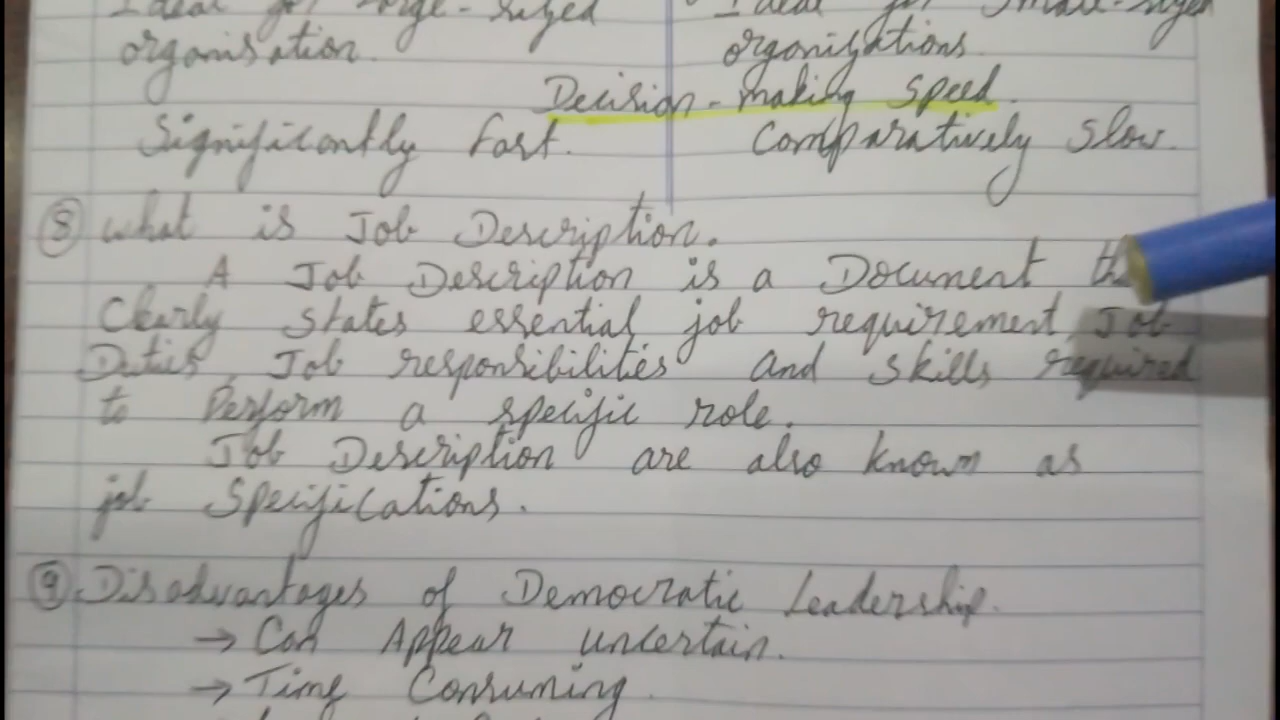 Ideal for large-sized Ideal for small-sized
organisation. organisations.
Decision-making Speed.
Significantly fast. Comparatively slow.
⑧ what is Job Description.
A Job Description is a Document
Clearly states essential job requirement, Job
Duties, Job responsibilities and skills required
to Perform a specific role.
Job Description are also known as
job Specifications.
⑨ Disadvantages of Democratic Leadership.
→ Can Appear uncertain.
→ Time Consuming.